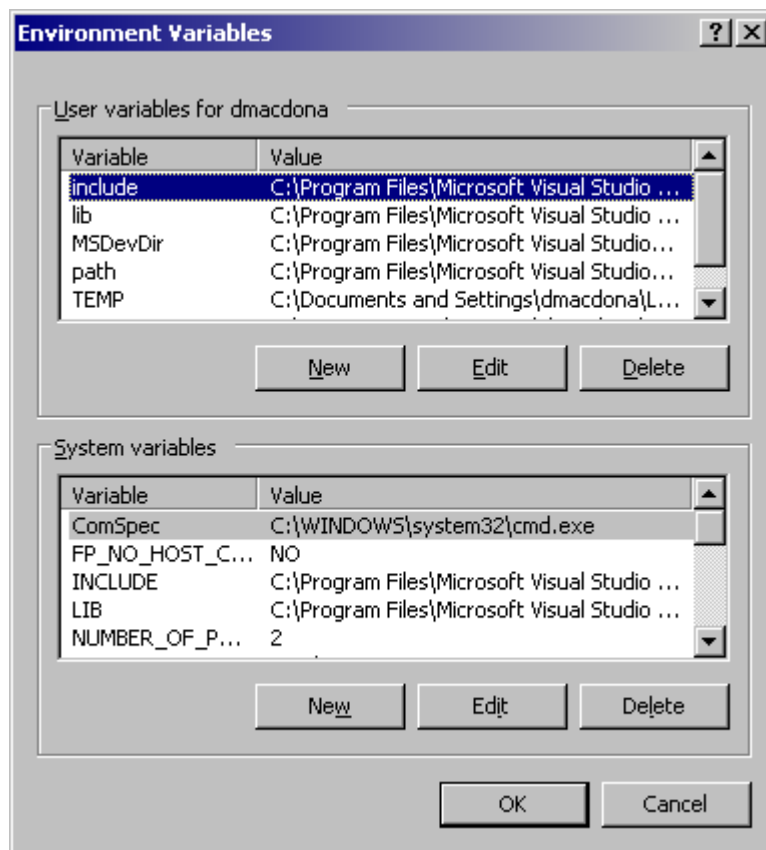 Environment Variables
User variables for dmacdona
Variable Value
include C:\Program Files\Microsoft Visual Studio ...
lib C:\Program Files\Microsoft Visual Studio ...
MSDevDir C:\Program Files\Microsoft Visual Studio...
path C:\Program Files\Microsoft Visual Studio...
TEMP C:\Documents and Settings\dmacdona\L...
New Edit Delete
System variables
Variable Value
ComSpec C:\WINDOWS\system32\cmd.exe
FP_NO_HOST_C... NO
INCLUDE C:\Program Files\Microsoft Visual Studio ...
LIB C:\Program Files\Microsoft Visual Studio ...
NUMBER_OF_P... 2
New Edit Delete
OK Cancel